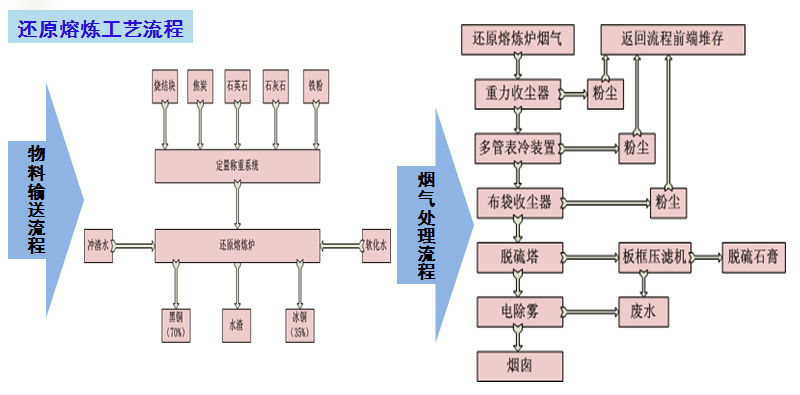 还原熔炼工艺流程
物料输送流程
烧结块
焦炭
石英石
石灰石
铁粉
定量称重系统
冲渣水
还原熔炼炉
软化水
黑铜
(70%)
水渣
冰铜
(35%)
烟气处理流程
还原熔炼炉烟气
返回流程前端堆存
重力收尘器
粉尘
多管表冷装置
粉尘
布袋收尘器
粉尘
脱硫塔
板框压滤机
脱硫石膏
电除雾
废水
烟囱